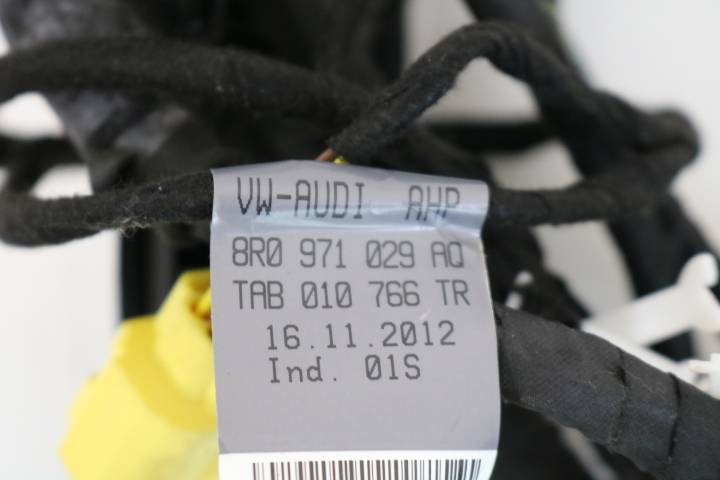 VW-AUDI AHP
8R0 971 029 AQ
TAB 010 766 TR
16.11.2012
Ind. 01S